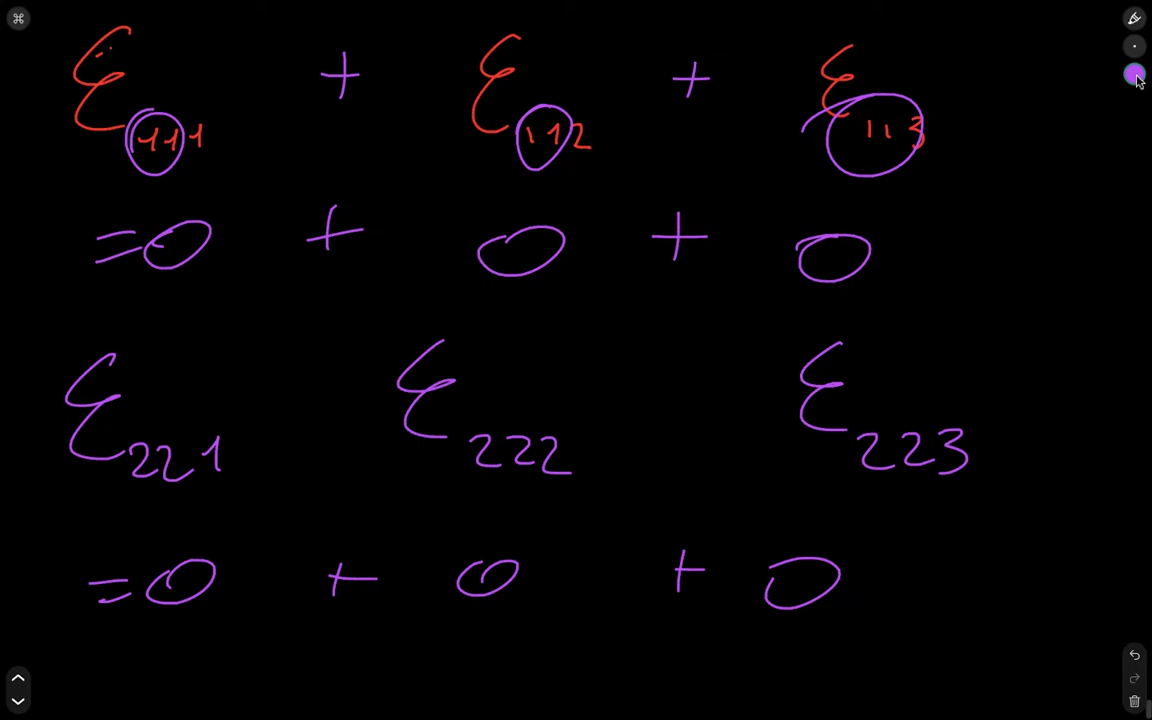 ε₁₁₁ + ε₁₁₂ + ε₁₁₃
= 0 + 0 + 0
ε₂₂₁ ε₂₂₂ ε₂₂₃
= 0 + 0 + 0